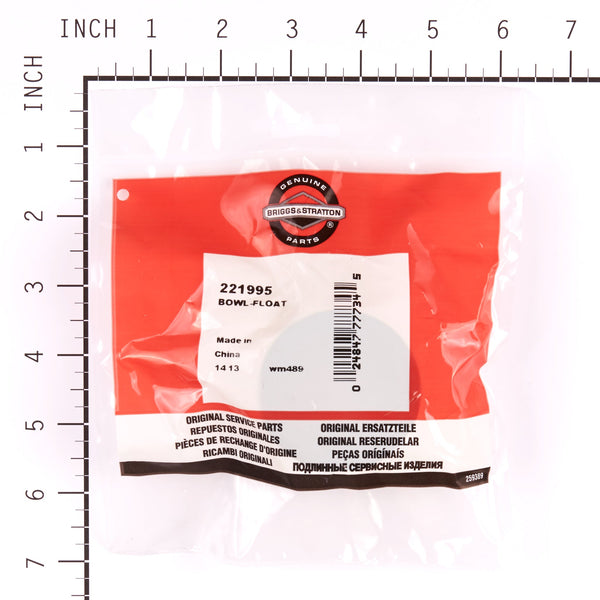 INCH 1 2 3 4 5 6 7
INCH
1
2
3
4
5
6
7
GENUINE
BRIGGS & STRATTON
®
PARTS
221995
BOWL-FLOAT
Made in
China
14 13 wm489
0 24847 77734 5
ORIGINAL SERVICE PARTS
REPUESTOS ORIGINALES
PIÈCES DE RECHANGE D'ORIGINE
RICAMBI ORIGINALI
ORIGINAL ERSATZTEILE
ORIGINAL RESERUDELAR
PEÇAS ORÍGÍNAIS
ПОДЛИННЫЕ СЕРВИСНЫЕ ИЗДЕЛИЯ
259389